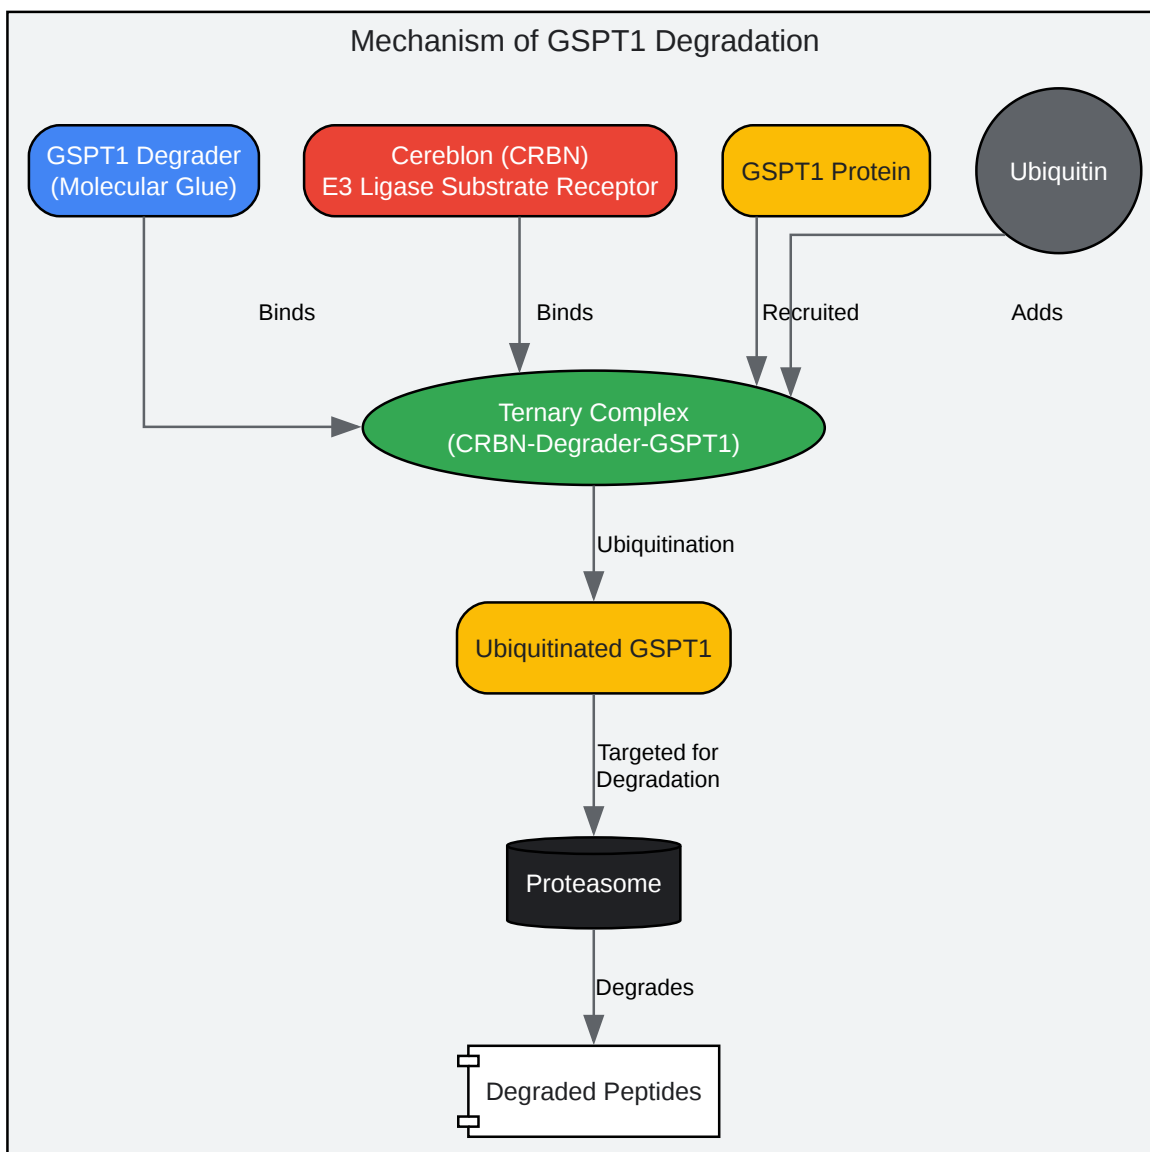 Mechanism of GSPT1 Degradation
GSPT1 Degrader
(Molecular Glue)
Cereblon (CRBN)
E3 Ligase Substrate Receptor
GSPT1 Protein
Ubiquitin
Binds
Binds
Recruited
Adds
Ternary Complex
(CRBN-Degrader-GSPT1)
Ubiquitination
Ubiquitinated GSPT1
Targeted for
Degradation
Proteasome
Degrades
Degraded Peptides